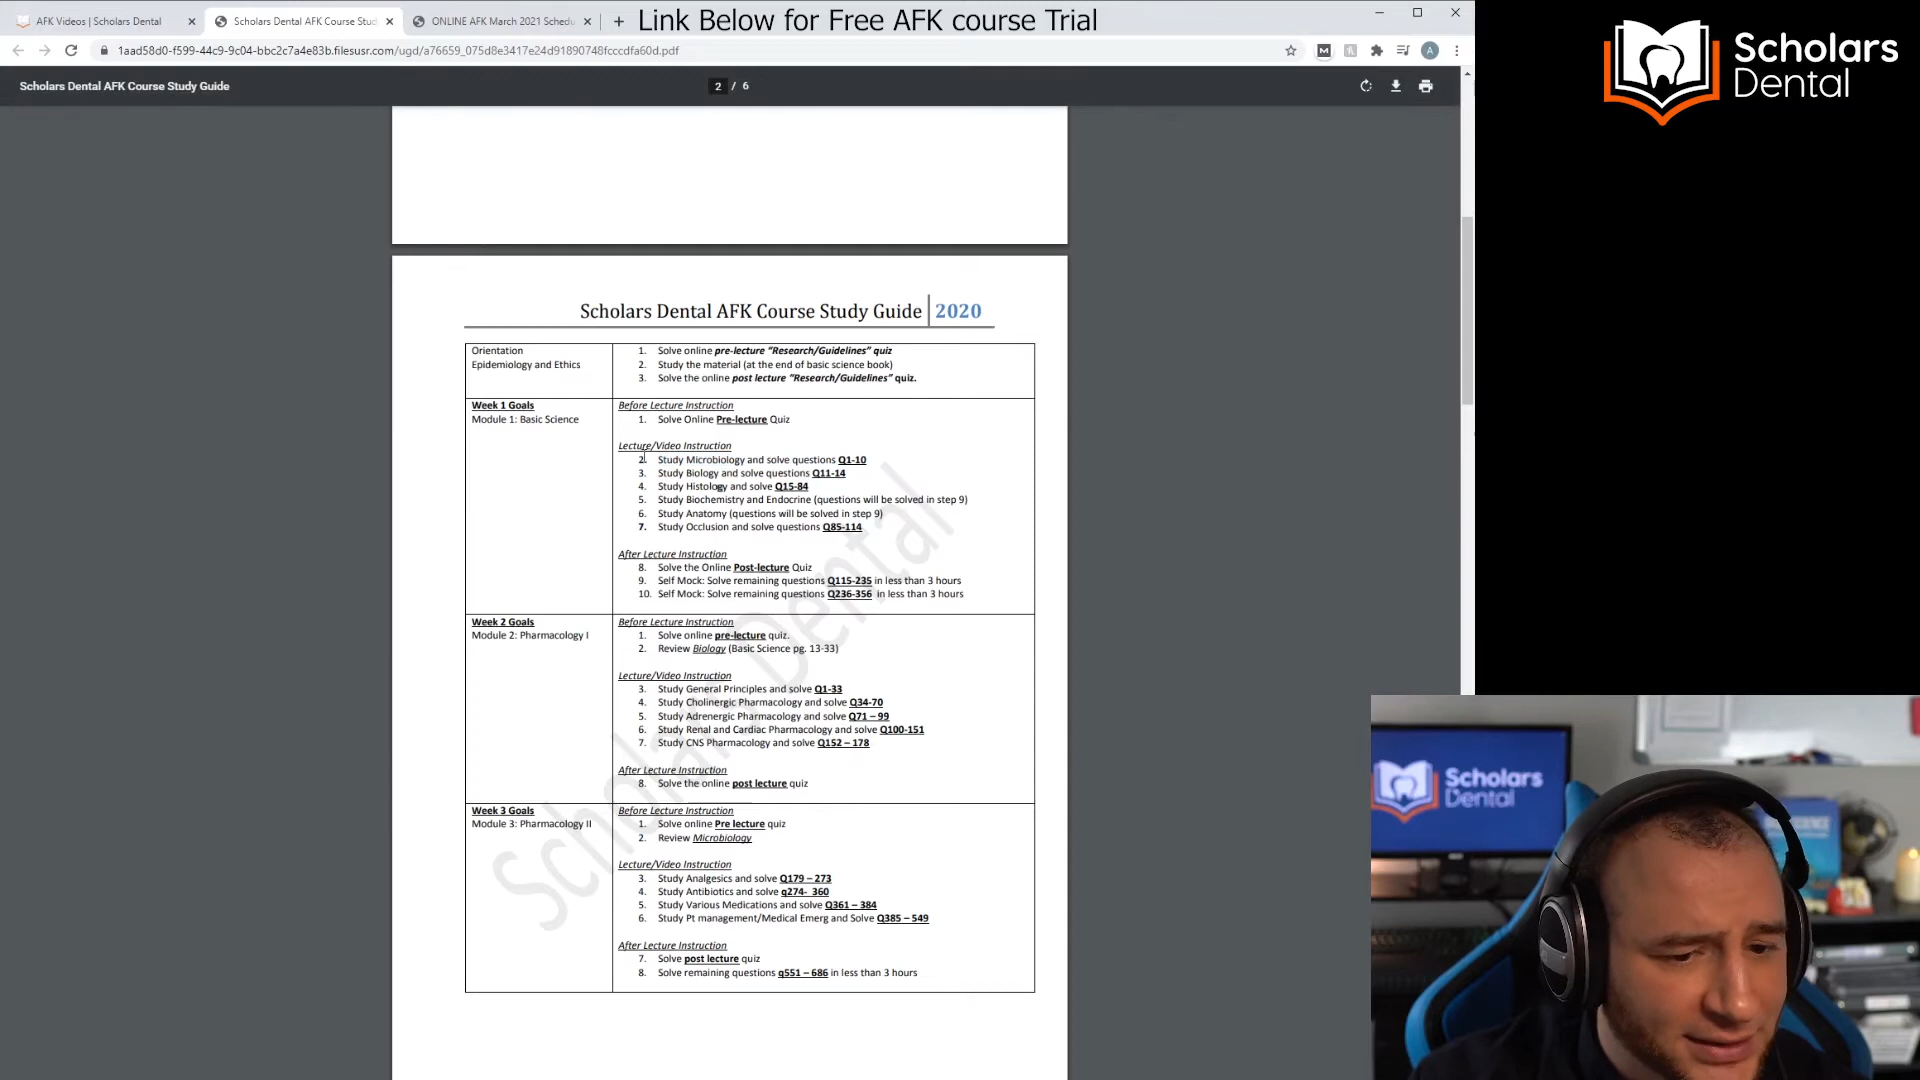 AFK Videos | Scholars Dental
Scholars Dental AFK Course Stud
ONLINE AFK March 2021 Schedu
Link Below for Free AFK course Trial
1aad58d0-f599-44c9-9c04-bbc2c7a4e83b.filesusr.com/ugd/a76659_075d8e3417e24d91890748fcccdfa60d.pdf
Scholars Dental AFK Course Study Guide
2 / 6
Scholars
Dental
Scholars Dental AFK Course Study Guide | 2020
Orientation
Epidemiology and Ethics
1. Solve online pre-lecture “Research/Guidelines” quiz
2. Study the material (at the end of basic science book)
3. Solve the online post lecture “Research/Guidelines” quiz.
Week 1 Goals
Module 1: Basic Science
Before Lecture Instruction
1. Solve Online Pre-lecture Quiz
Lecture/Video Instruction
2. Study Microbiology and solve questions Q1-10
3. Study Biology and solve questions Q11-14
4. Study Histology and solve Q15-84
5. Study Biochemistry and Endocrine (questions will be solved in step 9)
6. Study Anatomy (questions will be solved in step 9)
7. Study Occlusion and solve questions Q85-114
After Lecture Instruction
8. Solve the Online Post-lecture Quiz
9. Self Mock: Solve remaining questions Q115-235 in less than 3 hours
10. Self Mock: Solve remaining questions Q236-356 in less than 3 hours
Week 2 Goals
Module 2: Pharmacology I
Before Lecture Instruction
1. Solve online pre-lecture quiz.
2. Review Biology (Basic Science pg. 13-33)
Lecture/Video Instruction
3. Study General Principles and solve Q1-33
4. Study Cholinergic Pharmacology and solve Q34-70
5. Study Adrenergic Pharmacology and solve Q71 – 99
6. Study Renal and Cardiac Pharmacology and solve Q100-151
7. Study CNS Pharmacology and solve Q152 – 178
After Lecture Instruction
8. Solve the online post lecture quiz
Week 3 Goals
Module 3: Pharmacology II
Before Lecture Instruction
1. Solve online Pre lecture quiz
2. Review Microbiology
Lecture/Video Instruction
3. Study Analgesics and solve Q179 – 273
4. Study Antibiotics and solve q274- 360
5. Study Various Medications and solve Q361 – 384
6. Study Pt management/Medical Emerg and Solve Q385 – 549
After Lecture Instruction
7. Solve post lecture quiz
8. Solve remaining questions q551 – 686 in less than 3 hours
Scholars Dental
Scholars
Dental